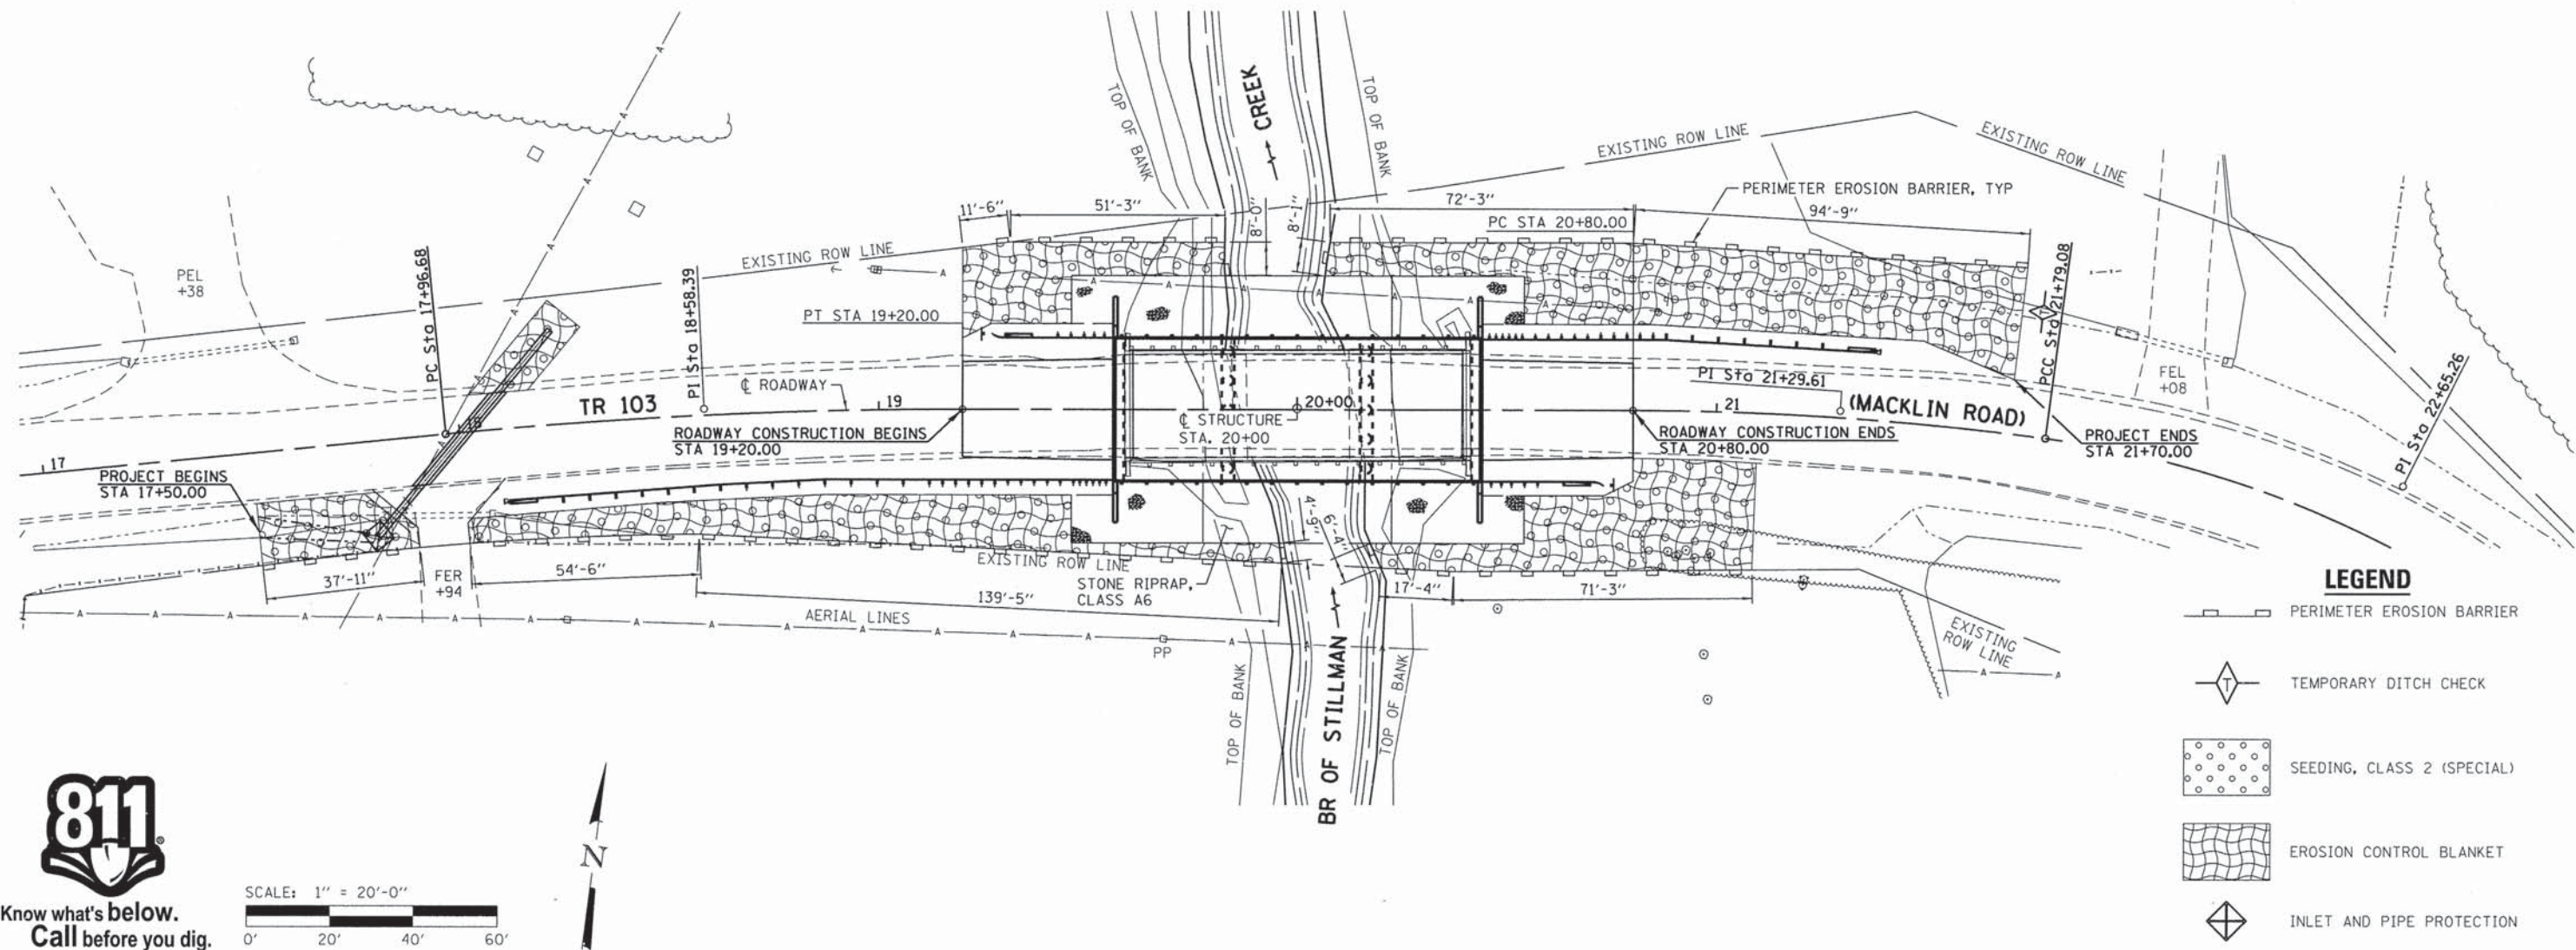 CREEK
TOP OF BANK
TOP OF BANK
EXISTING ROW LINE
EXISTING ROW LINE
PERIMETER EROSION BARRIER, TYP
11'-6"
51'-3"
8'-0"
8'-1"
72'-3"
94'-9"
PC STA 20+80.00
EXISTING ROW LINE
PEL
+38
PC Sta 17+96.68
PI Sta 18+58.39
PT STA 19+20.00
PCC Sta 21+79.08
T
FEL
+08
PI Sta 22+65.26
PI Sta 21+29.61
℄ ROADWAY
TR 103
17
18
19
20+00
21
(MACKLIN ROAD)
℄ STRUCTURE
STA. 20+00
ROADWAY CONSTRUCTION BEGINS
STA 19+20.00
ROADWAY CONSTRUCTION ENDS
STA 20+80.00
PROJECT ENDS
STA 21+70.00
PROJECT BEGINS
STA 17+50.00
37'-11"
FER
+94
54'-6"
139'-5"
4'-9"
6'-4"
17'-4"
71'-3"
EXISTING ROW LINE
STONE RIPRAP,
CLASS A6
AERIAL LINES
PP
EXISTING
ROW LINE
TOP OF BANK
BR OF STILLMAN
TOP OF BANK
LEGEND
PERIMETER EROSION BARRIER
T
TEMPORARY DITCH CHECK
SEEDING, CLASS 2 (SPECIAL)
EROSION CONTROL BLANKET
INLET AND PIPE PROTECTION
811®
Know what's below.
Call before you dig.
SCALE: 1" = 20'-0"
0' 20' 40' 60'
N